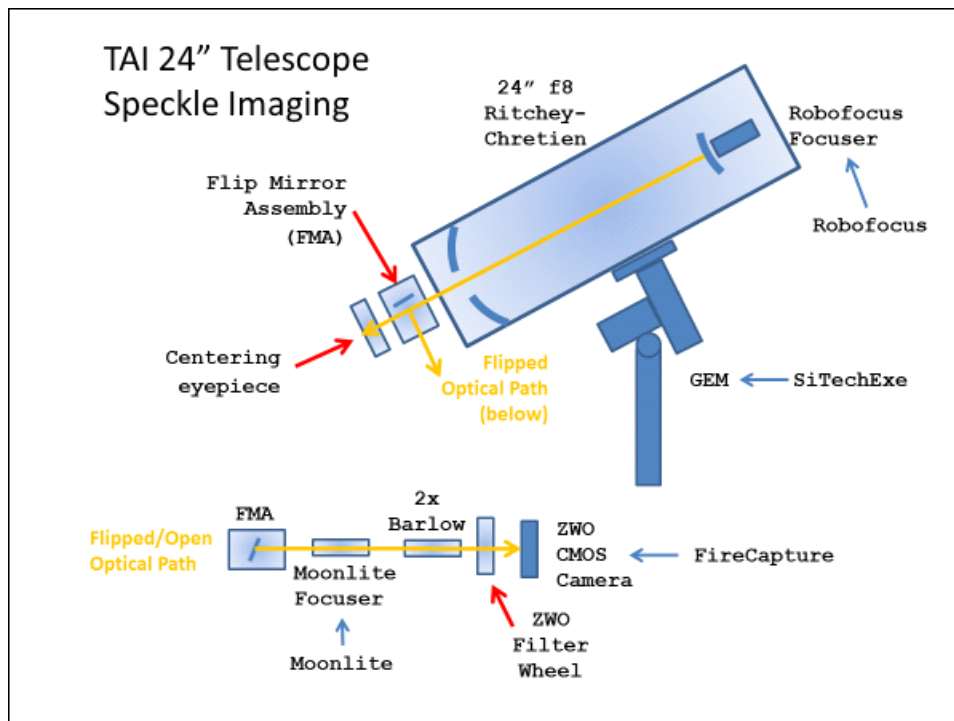 TAI 24” Telescope
Speckle Imaging
24” f8
Ritchey-
Chretien
Robofocus
Focuser
Robofocus
Flip Mirror
Assembly
(FMA)
Centering
eyepiece
Flipped
Optical Path
(below)
GEM
SiTechExe
Flipped/Open
Optical Path
FMA
Moonlite
Focuser
Moonlite
2x
Barlow
ZWO
Filter
Wheel
ZWO
CMOS
Camera
FireCapture